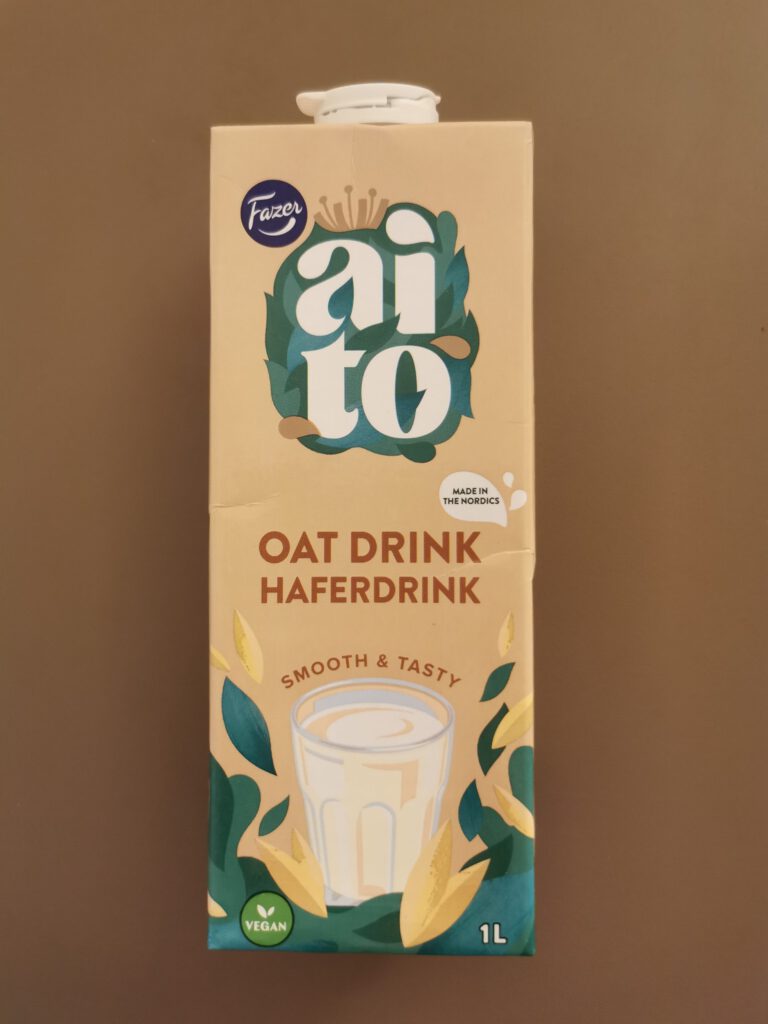 Fazer
ai
to
MADE IN
THE NORDICS
OAT DRINK
HAFERDRINK
SMOOTH & TASTY
VEGAN
1L